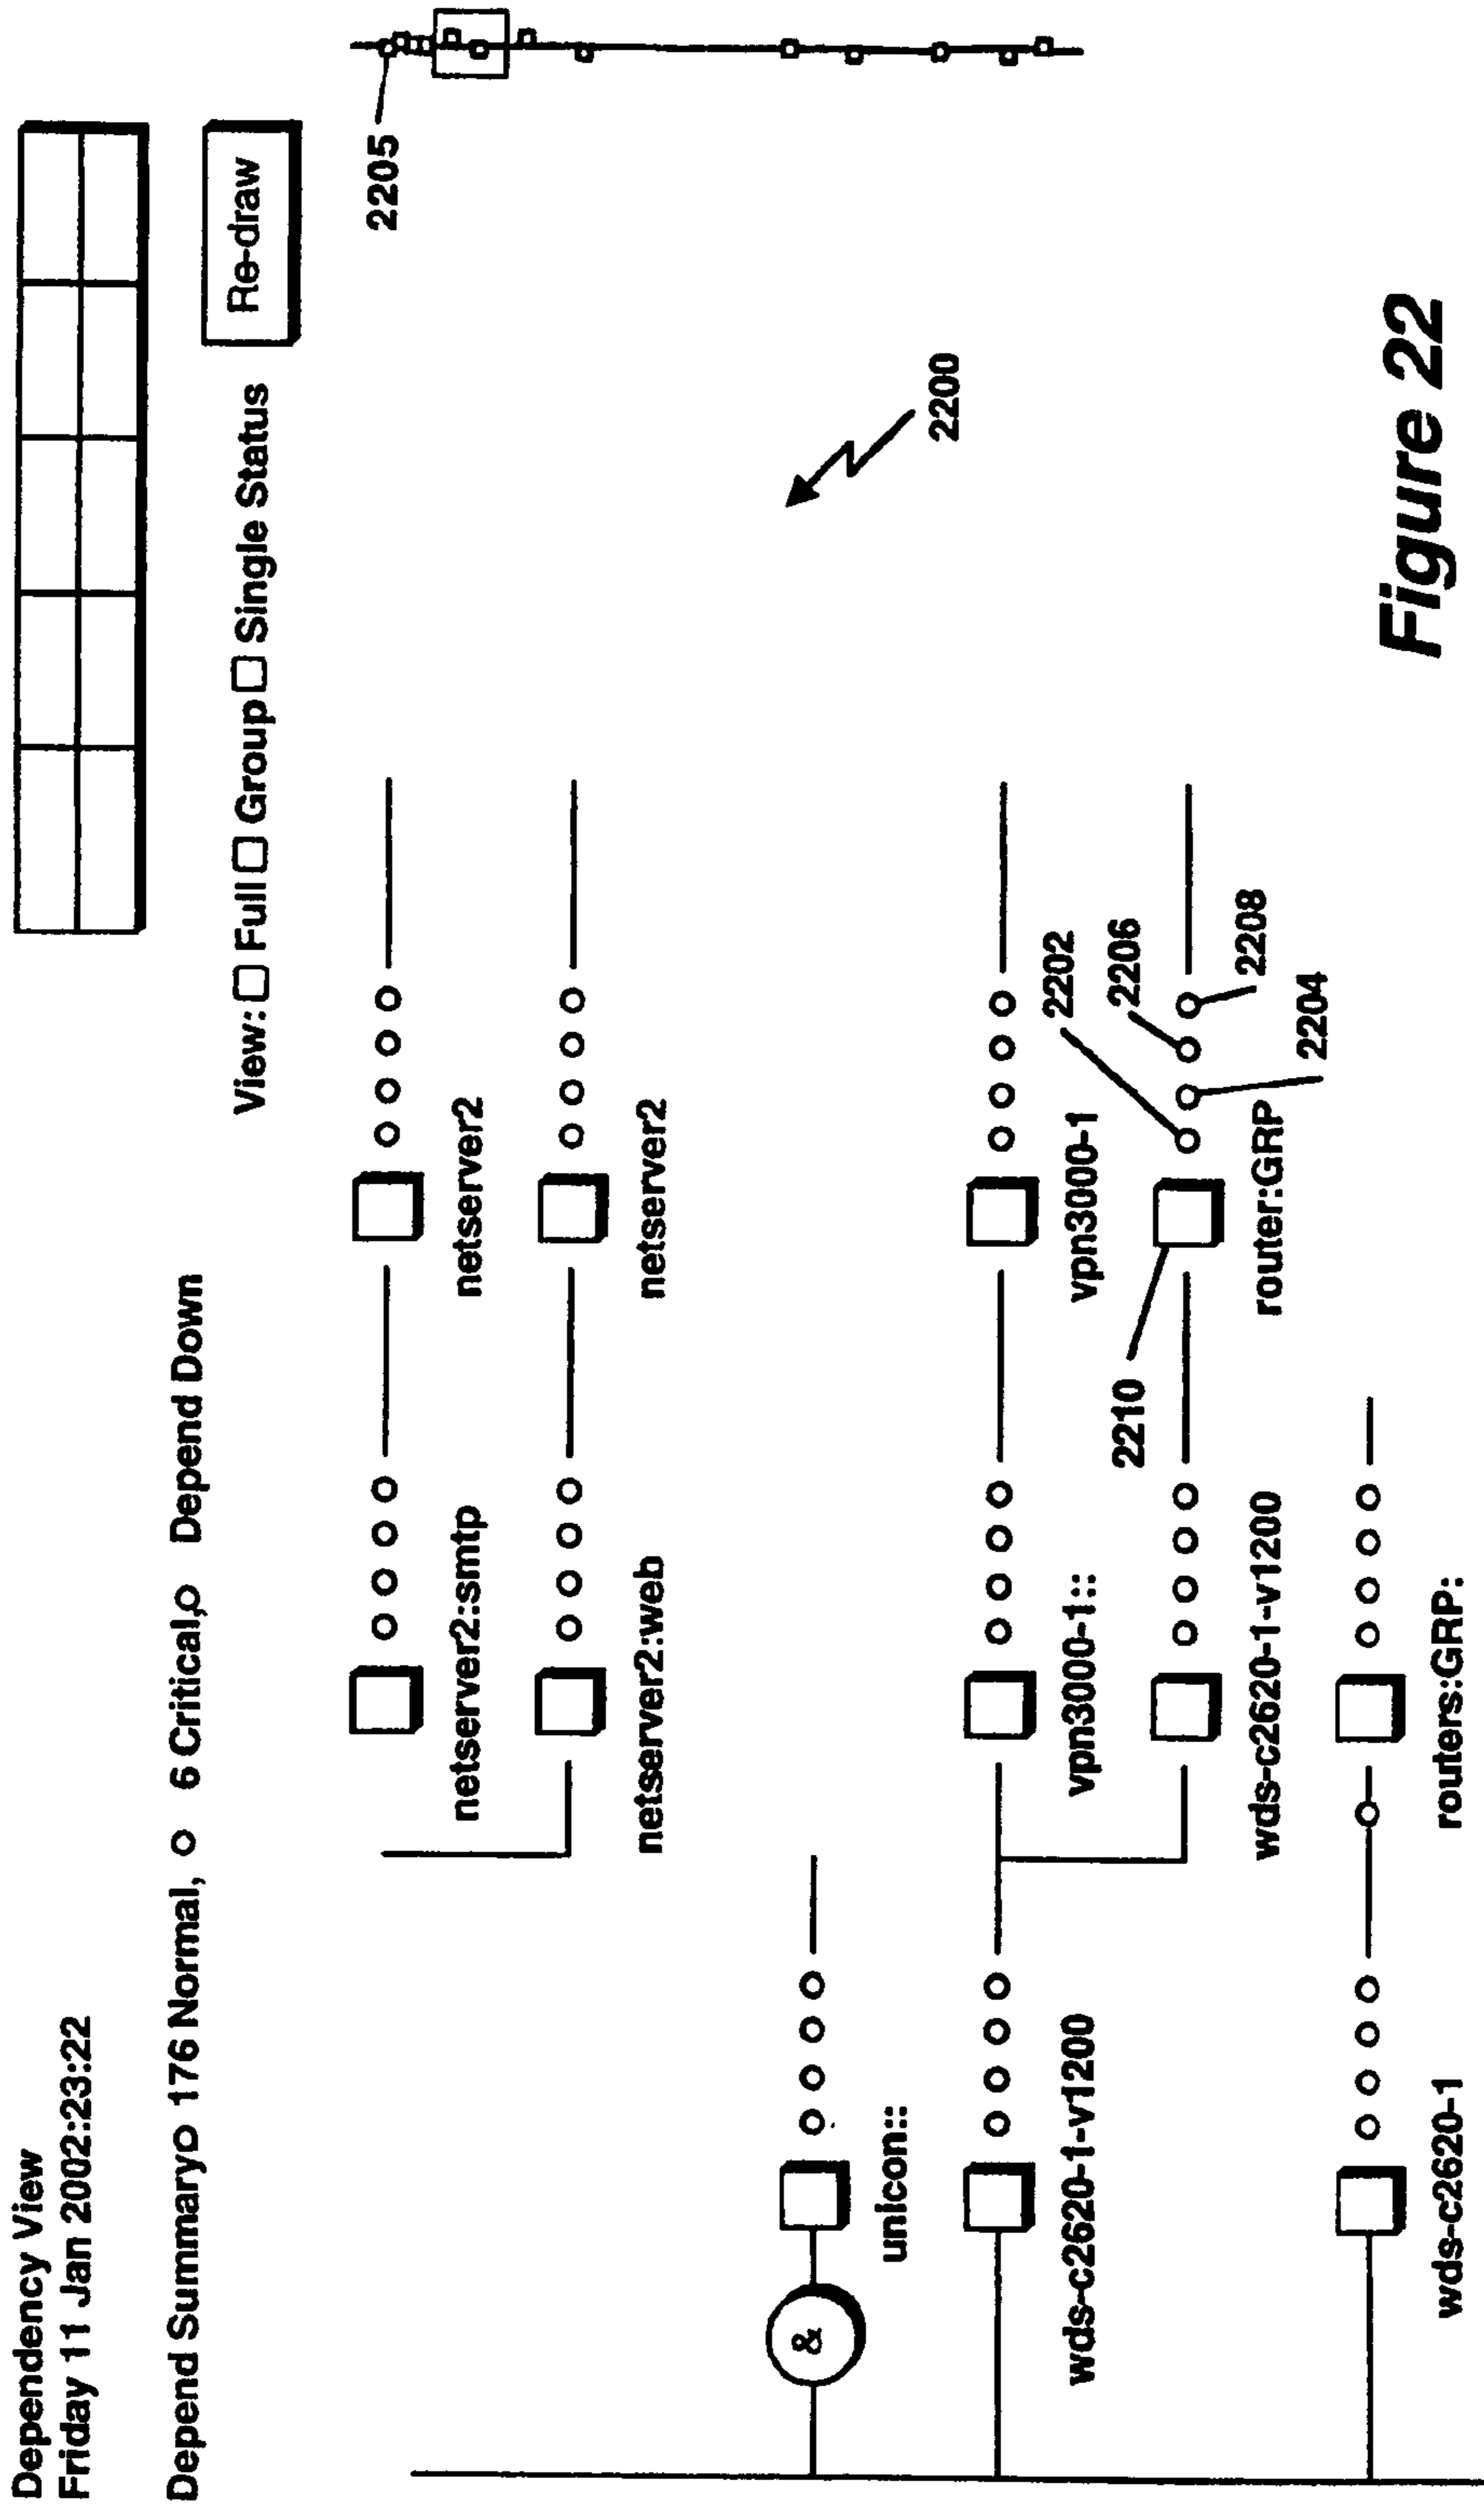 Dependency View
Friday 11 Jan 2002:23:22
Depend Summaryo 176 Normal, o 6 Critical,o Depend Down
View: Full Group Single Status
Re-draw
2205
netserver2:smtp
netserver2
netserver2:web
netserver2
2200
&
unicon::
wds-c2620-1-v1200
vpn3000-1::
vpn3000-1
2202
2206
2210
wds-c2620-1-v1200
router:GRP
2208
2204
wds-c2620-1
routers:GRP:
Figure 22